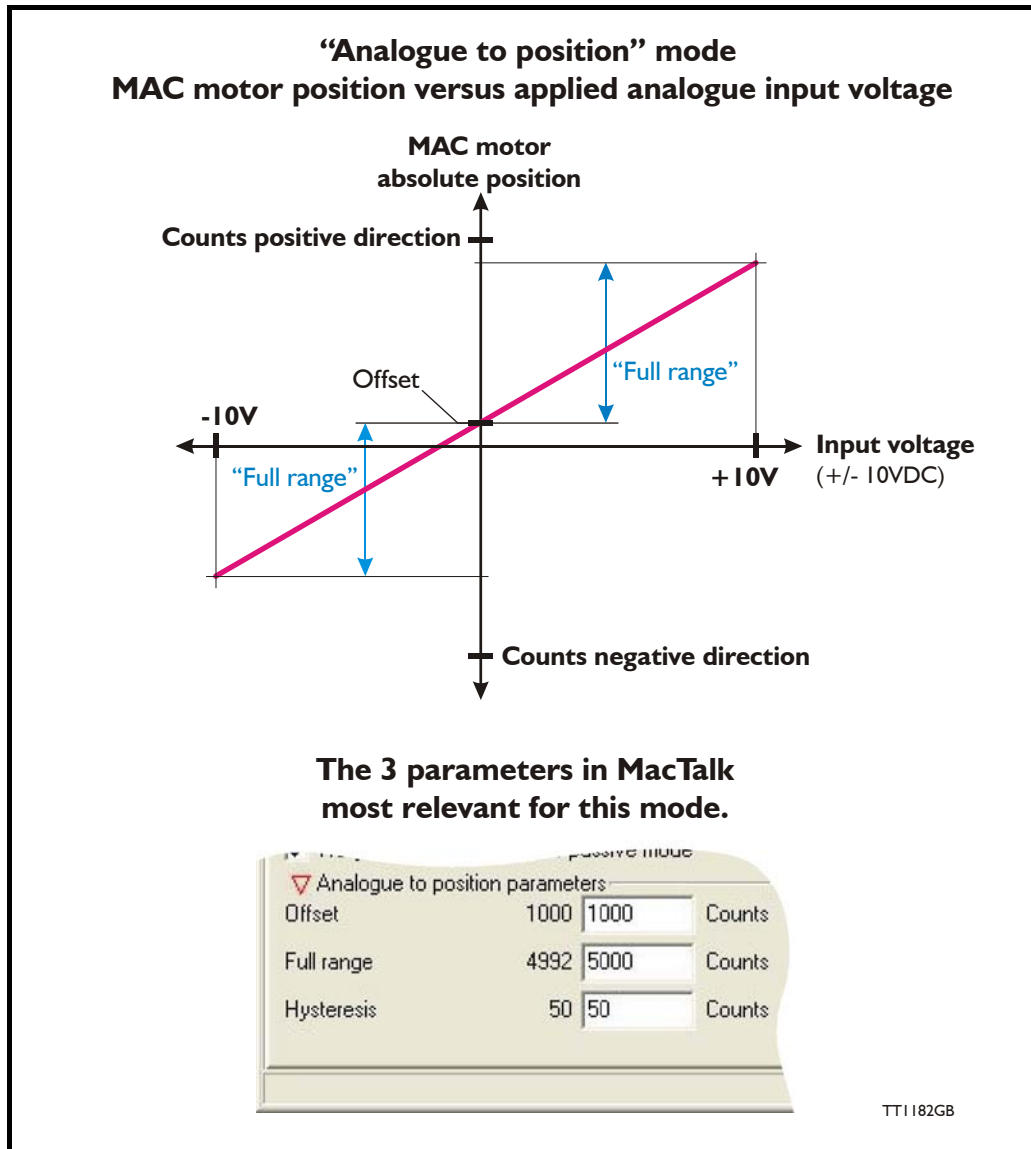 “Analogue to position” mode
MAC motor position versus applied analogue input voltage
MAC motor
absolute position
Counts positive direction
“Full range”
Offset
-10V
Input voltage
(+/- 10VDC)
+10V
“Full range”
Counts negative direction
The 3 parameters in MacTalk
most relevant for this mode.
passive mode
Analogue to position parameters
Offset 1000 1000 Counts
Full range 4992 5000 Counts
Hysteresis 50 50 Counts
TT1182GB